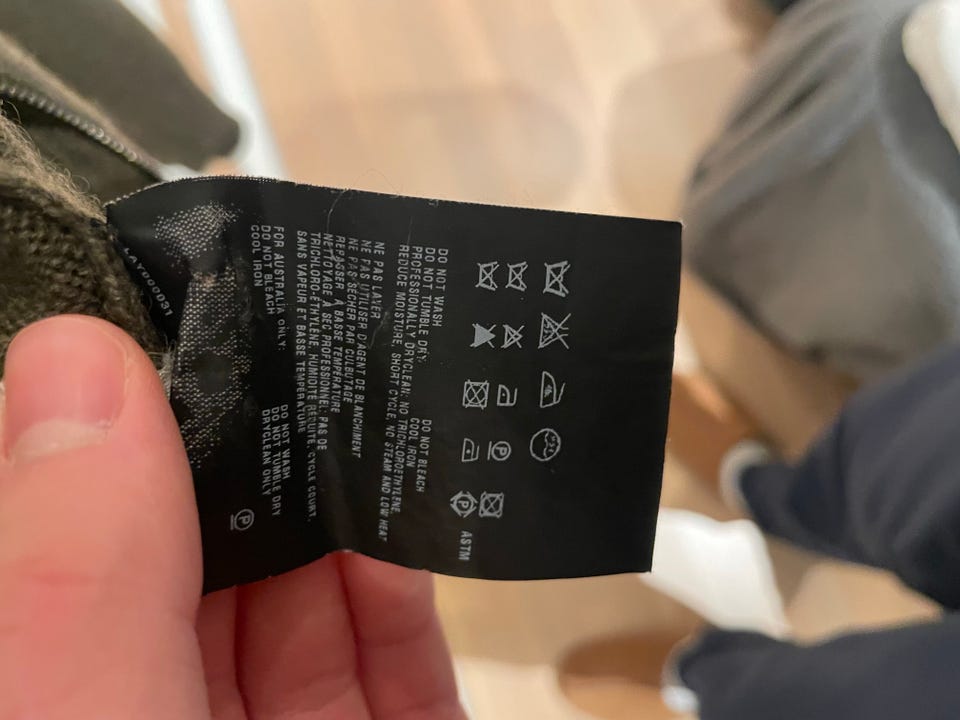 ASTM
DO NOT WASH DO NOT BLEACH
DO NOT TUMBLE DRY. COOL IRON
PROFESSIONALLY DRYCLEAN: NO TRICHLOROETHYLENE,
REDUCE MOISTURE, SHORT CYCLE, NO STEAM AND LOW HEAT
NE PAS LAVER
NE PAS UTILISER D'AGENT DE BLANCHIMENT
NE PAS SÉCHER PAR CULBUTAGE
REPASSER À BASSE TEMPÉRATURE
NETTOYAGE À SEC PROFESSIONNEL: PAS DE
TRICHLORO-ÉTHYLÈNE, HUMIDITÉ RÉDUITE, CYCLE COURT,
SANS VAPEUR ET BASSE TEMPÉRATURE
FOR AUSTRALIA ONLY: DO NOT WASH
DO NOT BLEACH DO NOT TUMBLE DRY
COOL IRON DRYCLEAN ONLY